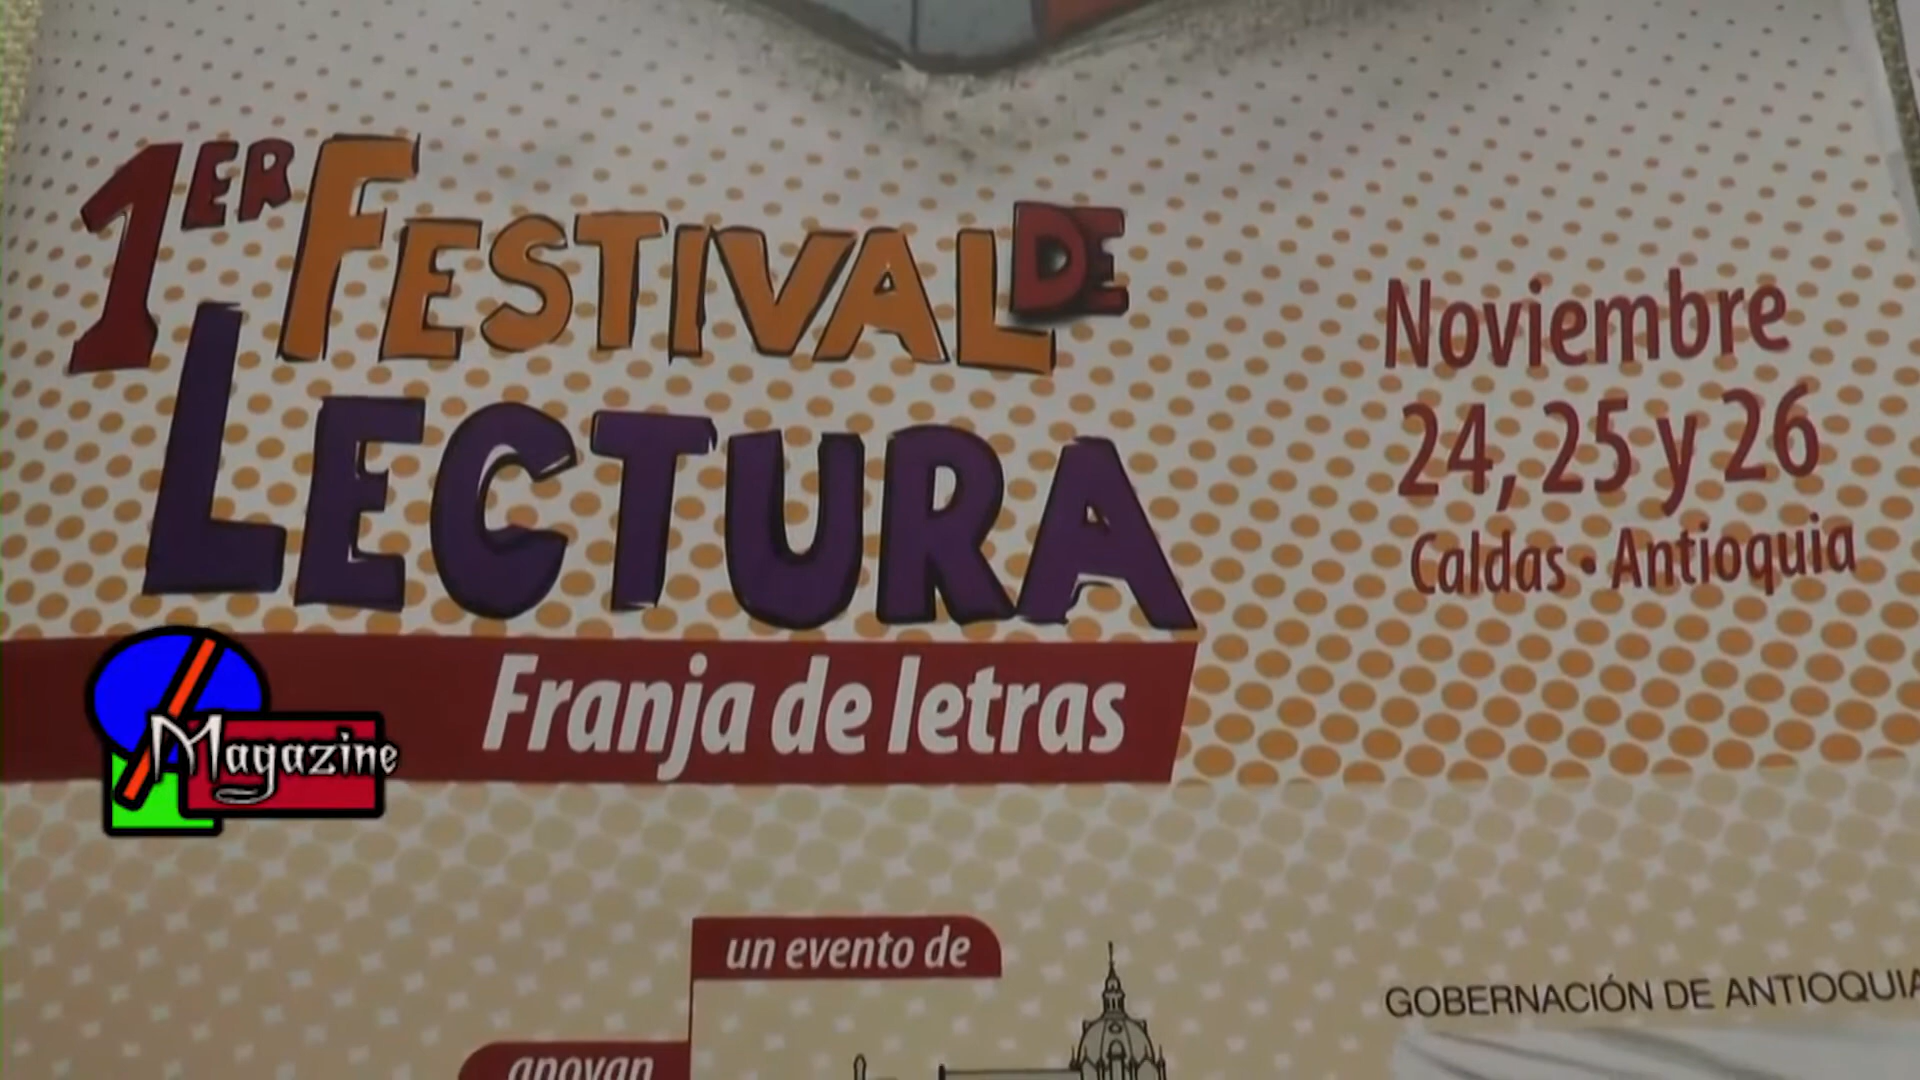 1ER FESTIVAL DE
LECTURA
Franja de letras
Noviembre
24, 25 y 26
Caldas • Antioquia
Magazine
un evento de
GOBERNACIÓN DE ANTIOQUIA
apoyan